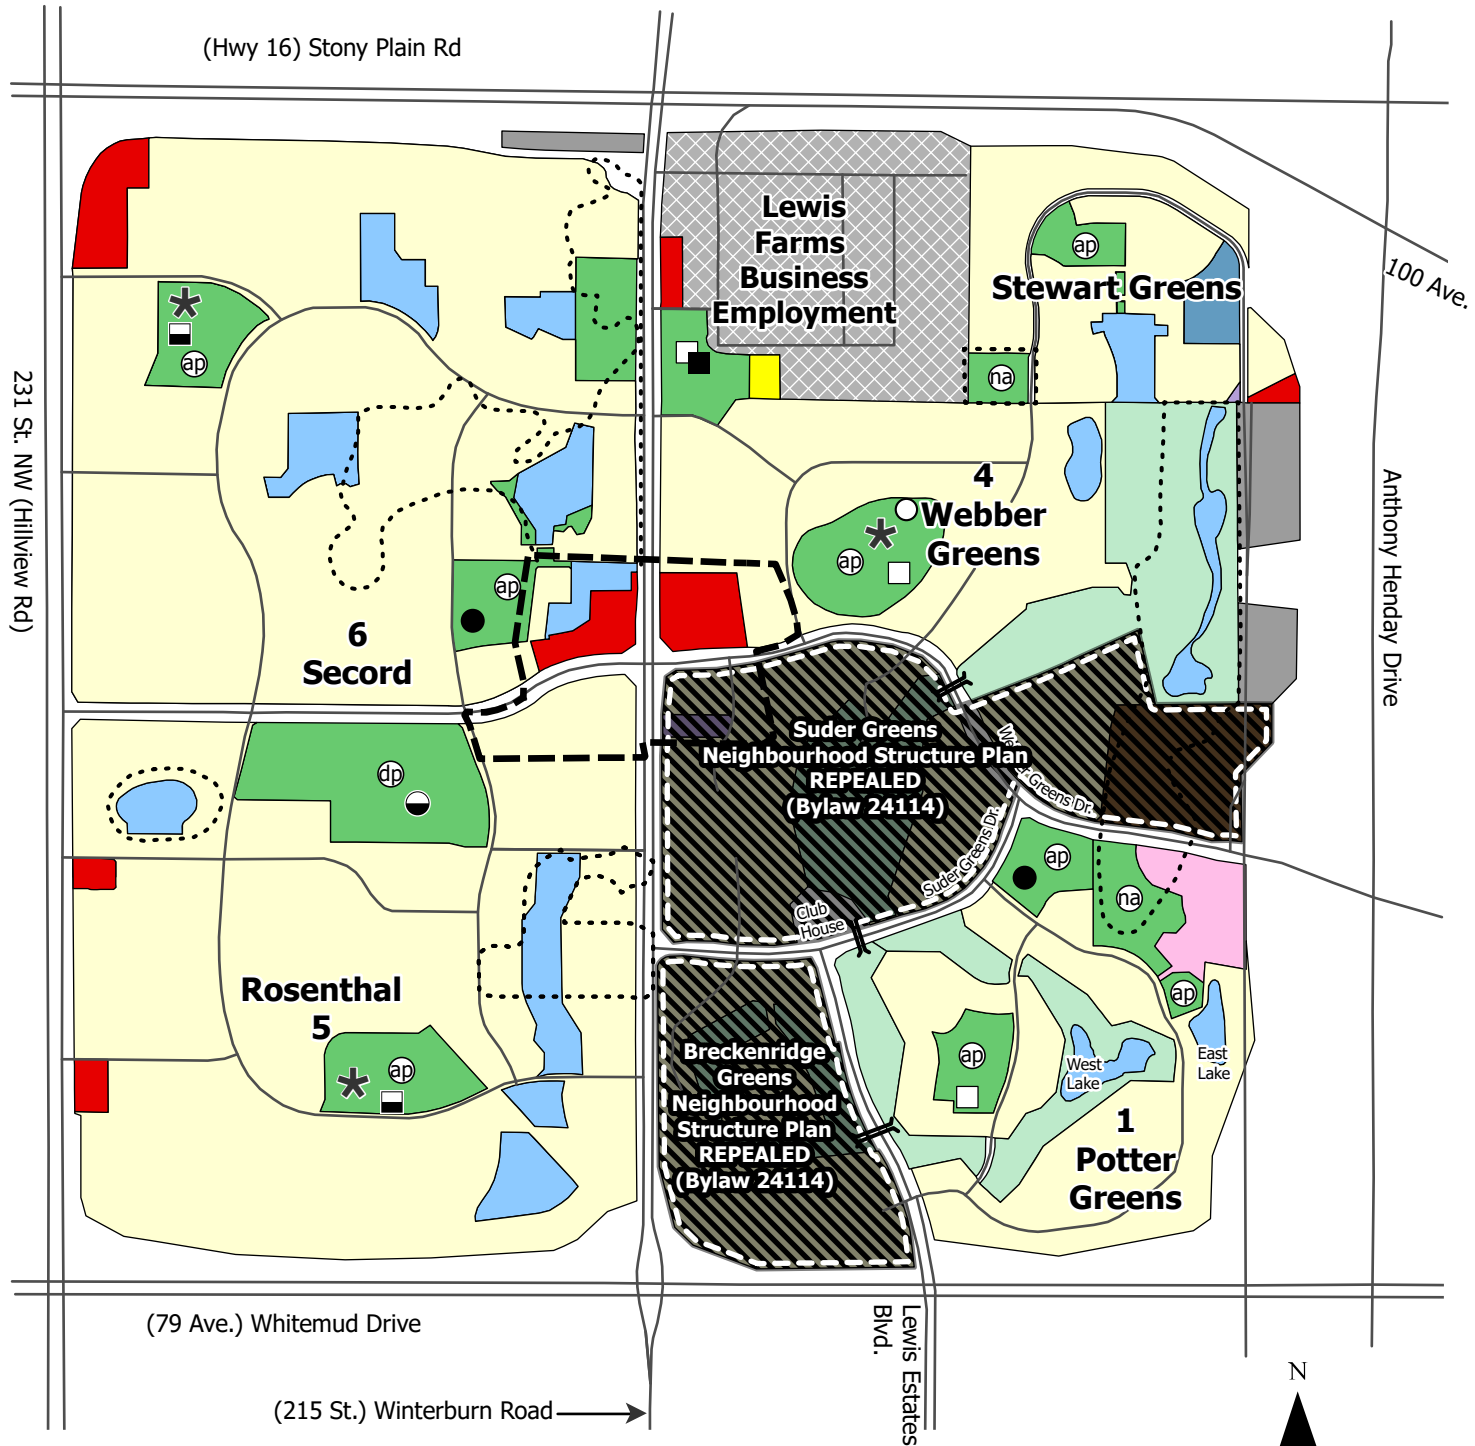 (Hwy 16) Stony Plain Rd
100 Ave.
Lewis
Farms
Business
Employment
ap
Stewart Greens
ap
na
231 St. NW (Hillview Rd)
Anthony Henday Drive
4
Webber
Greens
ap
ap
6
Secord
Suder Greens
Neighbourhood Structure Plan
REPEALED
(Bylaw 24114)
Webber Greens Dr.
Suder Greens Dr.
dp
ap
na
Club
House
ap
Rosenthal
5
ap
Breckenridge
Greens
Neighbourhood
Structure Plan
REPEALED
(Bylaw 24114)
ap
West
Lake
East
Lake
1
Potter
Greens
(79 Ave.) Whitemud Drive
Lewis Estates
Blvd.
(215 St.) Winterburn Road
N